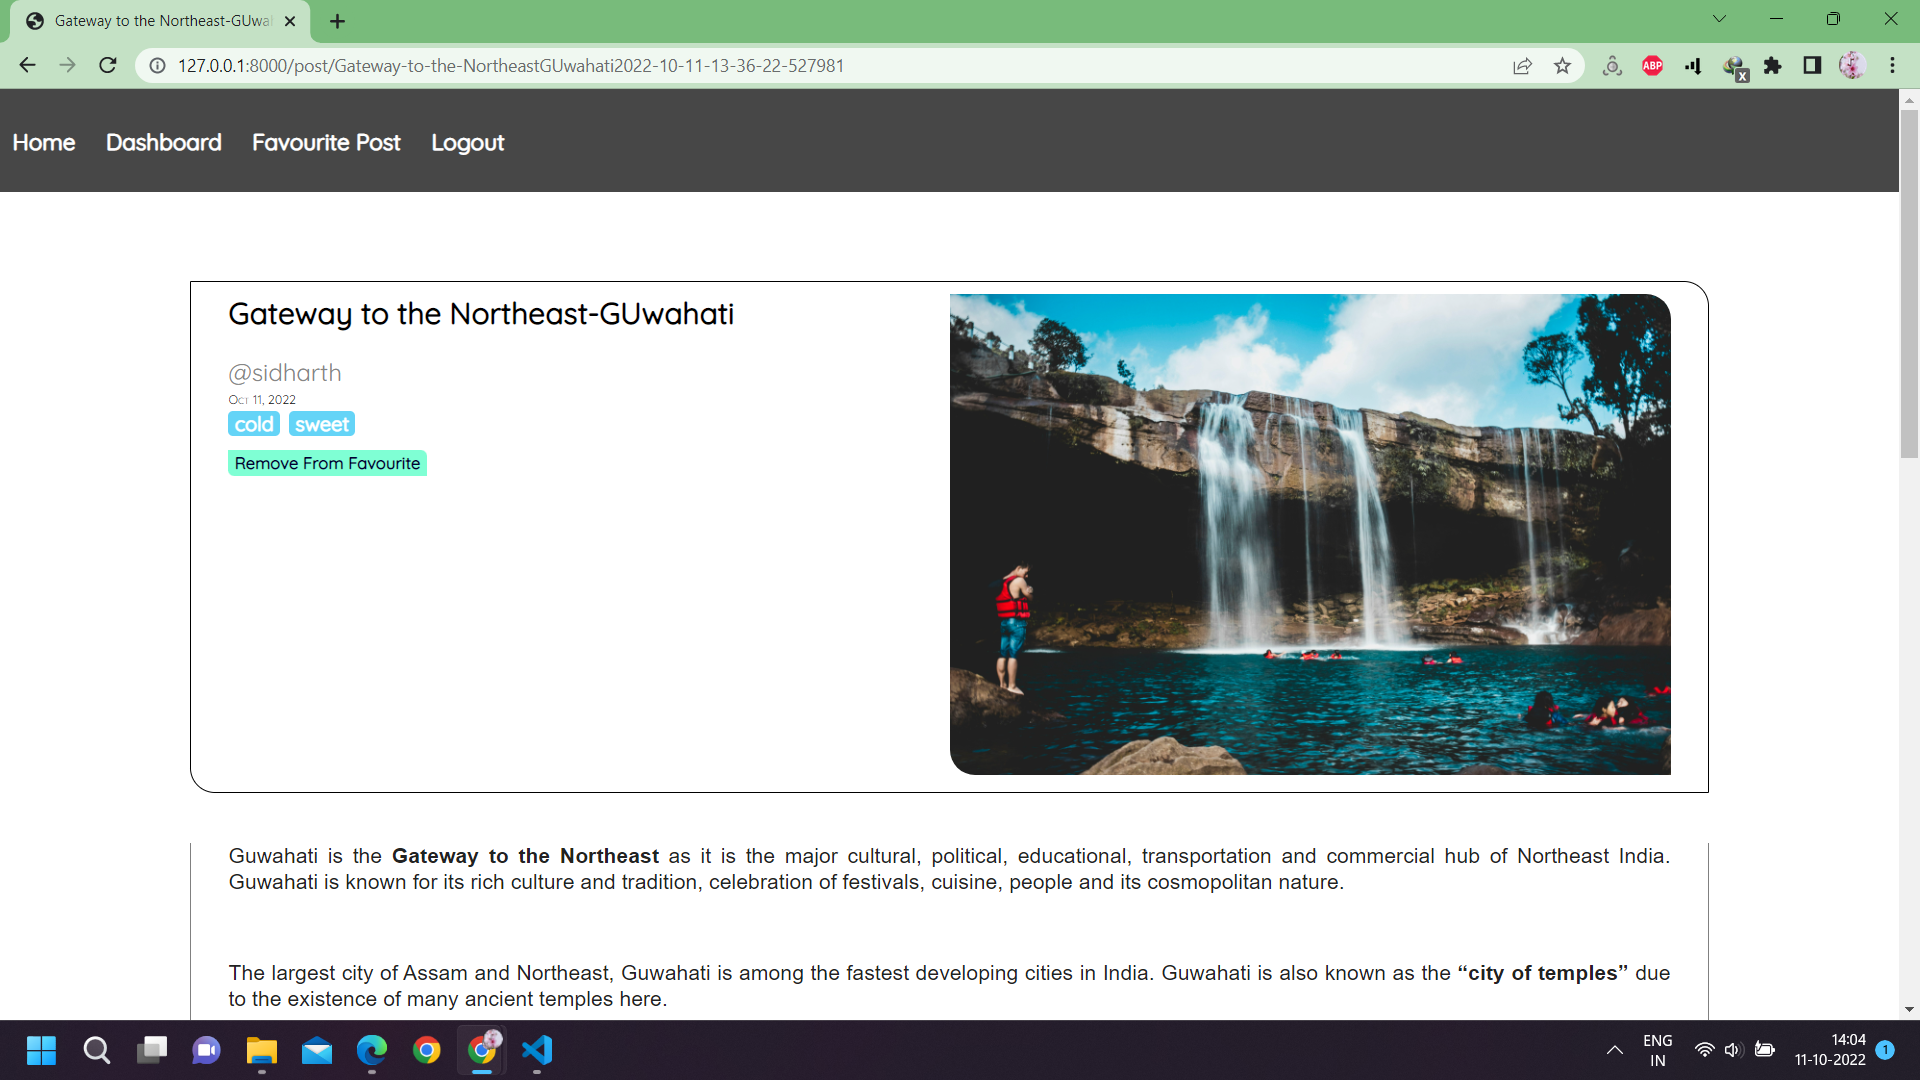 Gateway to the Northeast-GUwa
127.0.0.1:8000/post/Gateway-to-the-NortheastGUwahati2022-10-11-13-36-22-527981
ABP
X
Home Dashboard Favourite Post Logout
Gateway to the Northeast-GUwahati
@sidharth
Oct 11, 2022
cold sweet
Remove From Favourite
Guwahati is the Gateway to the Northeast as it is the major cultural, political, educational, transportation and commercial hub of Northeast India.
Guwahati is known for its rich culture and tradition, celebration of festivals, cuisine, people and its cosmopolitan nature.
The largest city of Assam and Northeast, Guwahati is among the fastest developing cities in India. Guwahati is also known as the “city of temples” due
to the existence of many ancient temples here.
ENG
IN
14:04
11-10-2022
1